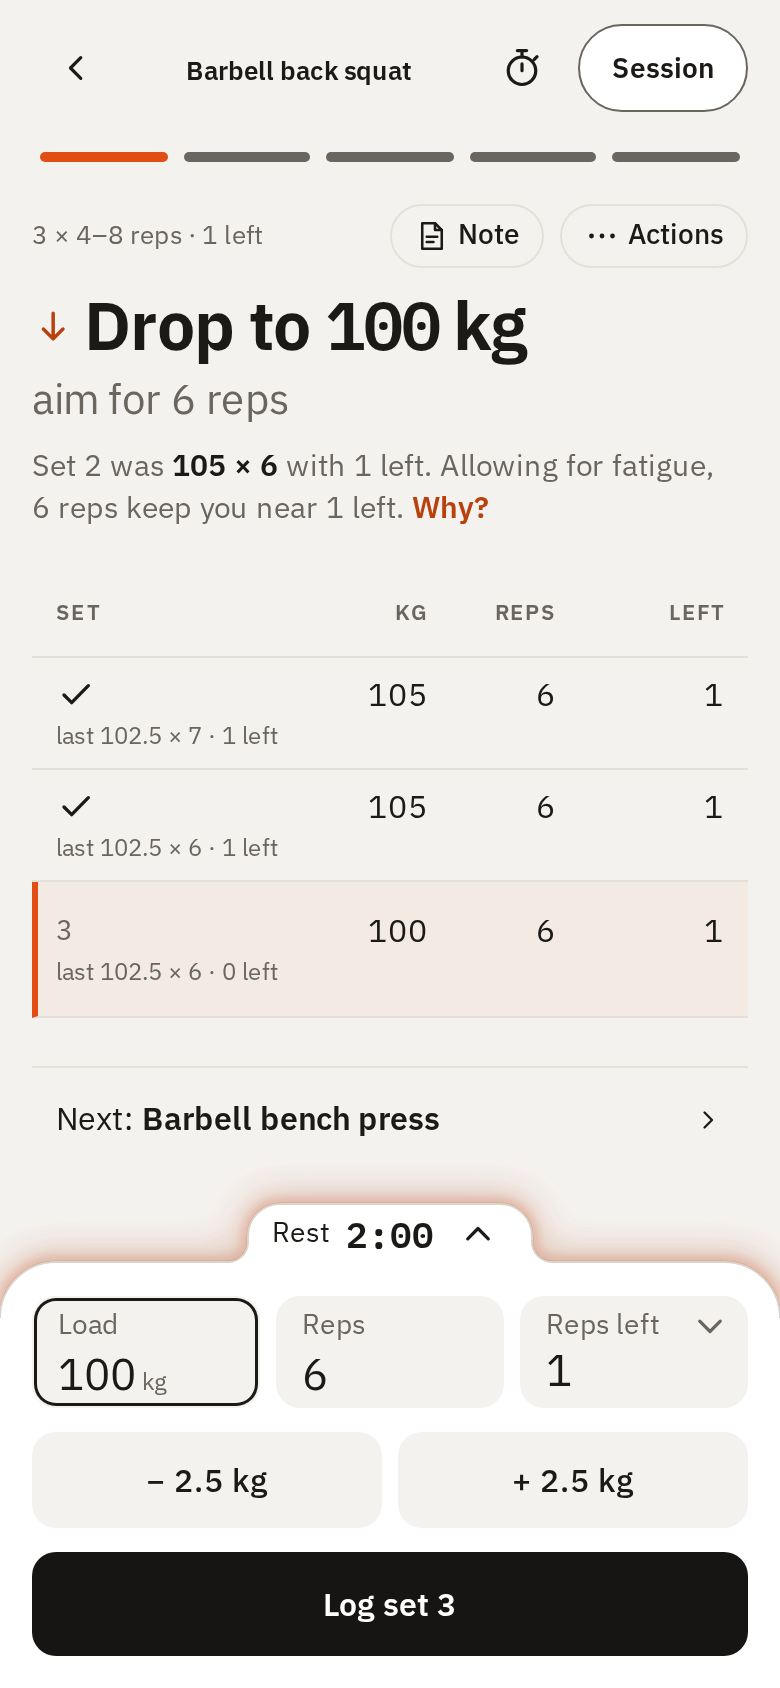 Barbell back squat
Session
3 × 4–8 reps · 1 left
Note
Actions
↓ Drop to 100 kg
aim for 6 reps
Set 2 was 105 × 6 with 1 left. Allowing for fatigue,
6 reps keep you near 1 left. Why?
SET KG REPS LEFT
✓ 105 6 1
last 102.5 × 7 · 1 left
✓ 105 6 1
last 102.5 × 6 · 1 left
3 100 6 1
last 102.5 × 6 · 0 left
Next: Barbell bench press
Rest 2:00
Load
100 kg
Reps
6
Reps left
1
– 2.5 kg
+ 2.5 kg
Log set 3